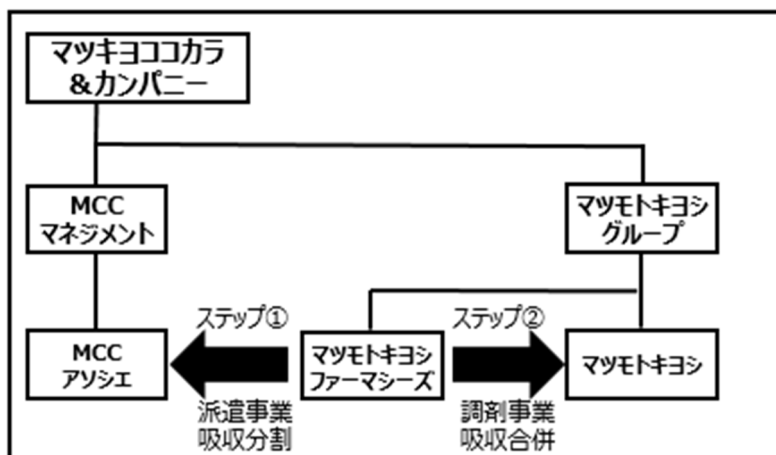 マツキヨココカラ
&カンパニー
MCC
マネジメント
マツモトキヨシ
グループ
ステップ①
ステップ②
MCC
アソシエ
マツモトキヨシ
ファーマシーズ
マツモトキヨシ
派遣事業
吸収分割
調剤事業
吸収合併